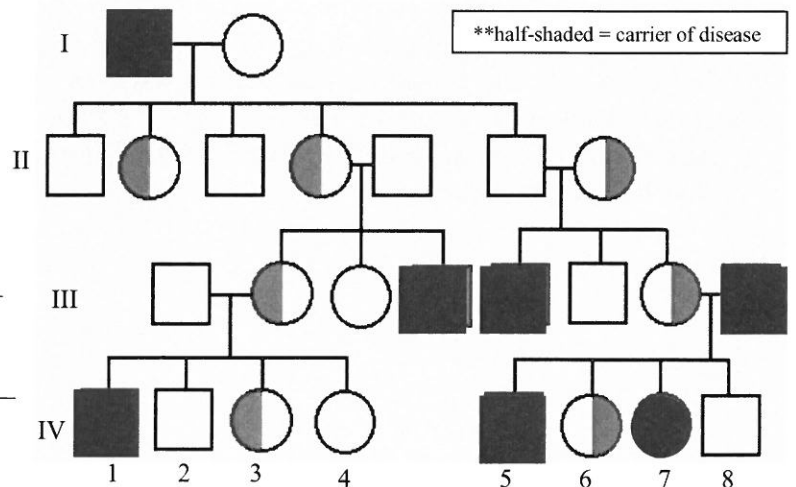 I
**half-shaded = carrier of disease
II
III
IV
1 2 3 4 5 6 7 8